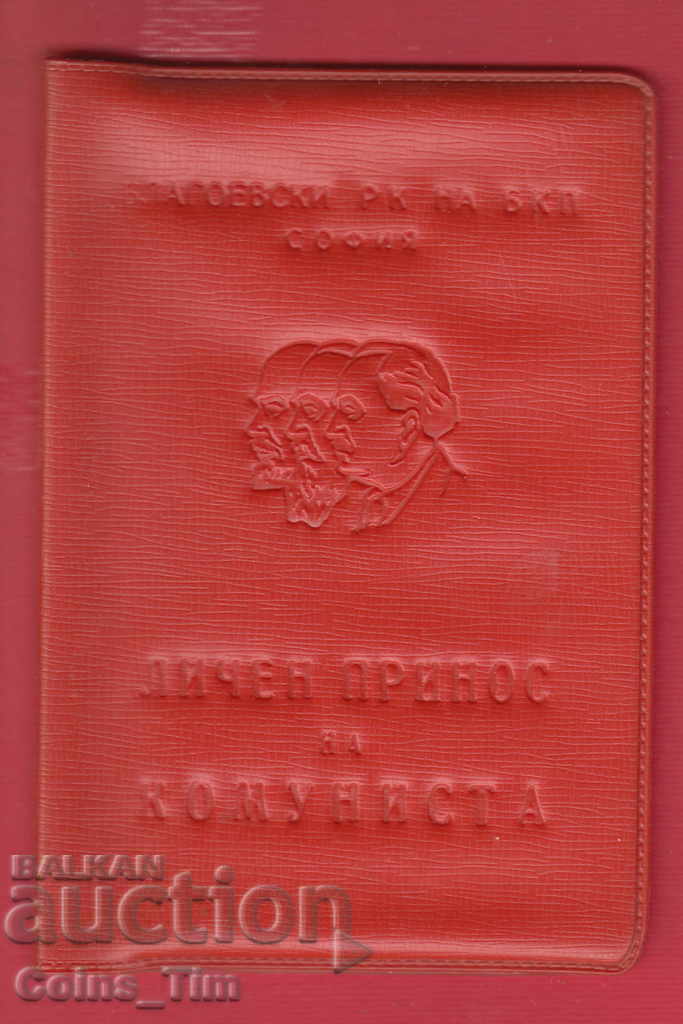 БЛАГОЕВСКИ РК НА БКП
СОФИЯ
ЛИЧЕН ПРИНОС
НА
КОМУНИСТА
BALKAN
auction
Coins_Tim